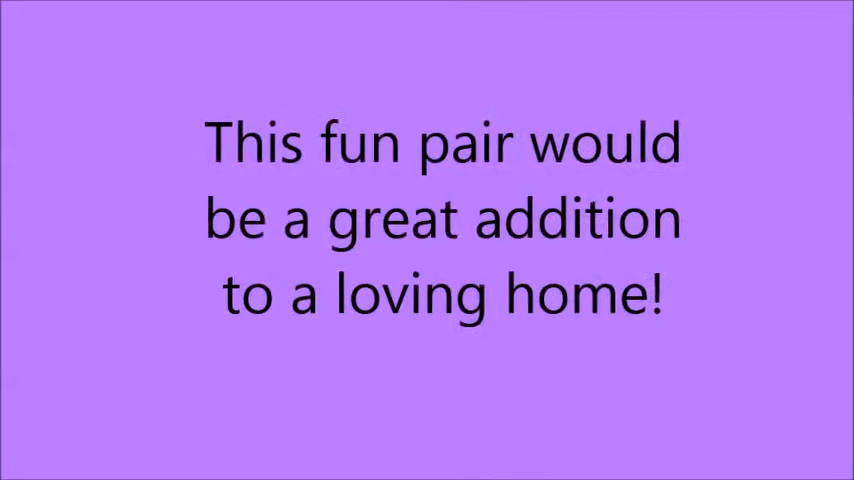 This fun pair would
be a great addition
to a loving home!